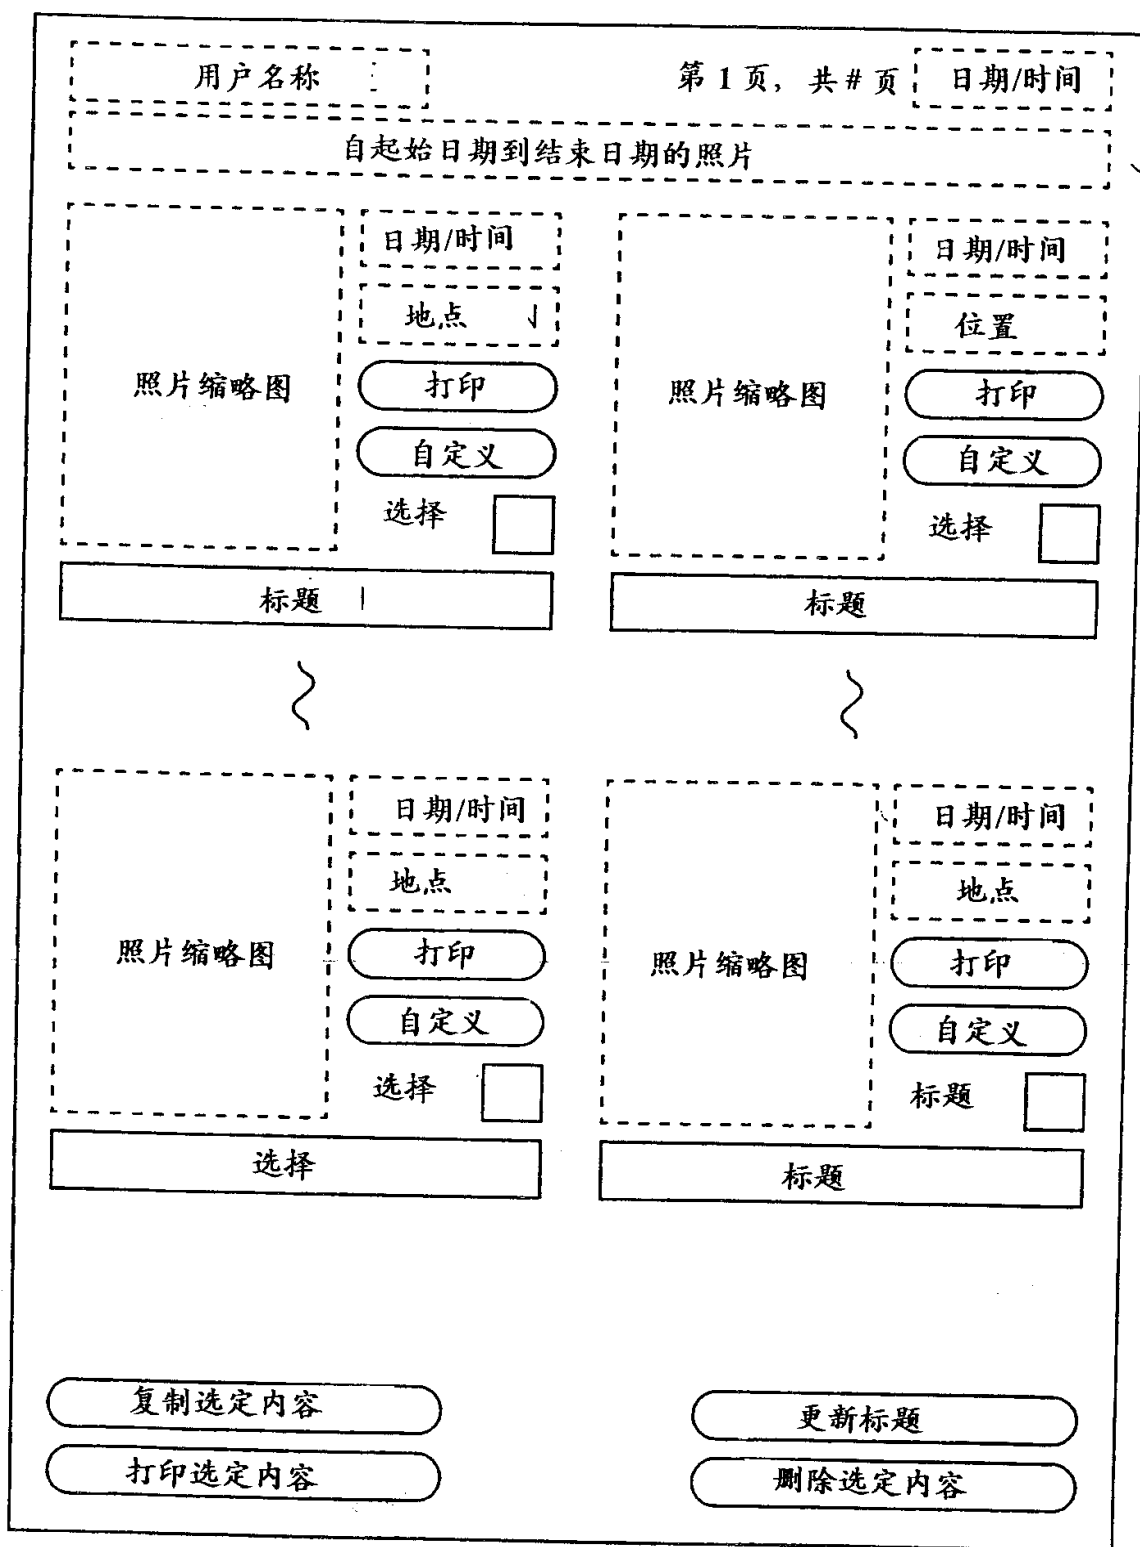 用户名称 第1页, 共#页 日期/时间
自起始日期到结束日期的照片
日期/时间
地点
照片缩略图
打印
自定义
选择
标题
日期/时间
位置
照片缩略图
打印
自定义
选择
标题
日期/时间
地点
照片缩略图
打印
自定义
选择
选择
日期/时间
地点
照片缩略图
打印
自定义
标题
标题
复制选定内容
更新标题
打印选定内容
删除选定内容